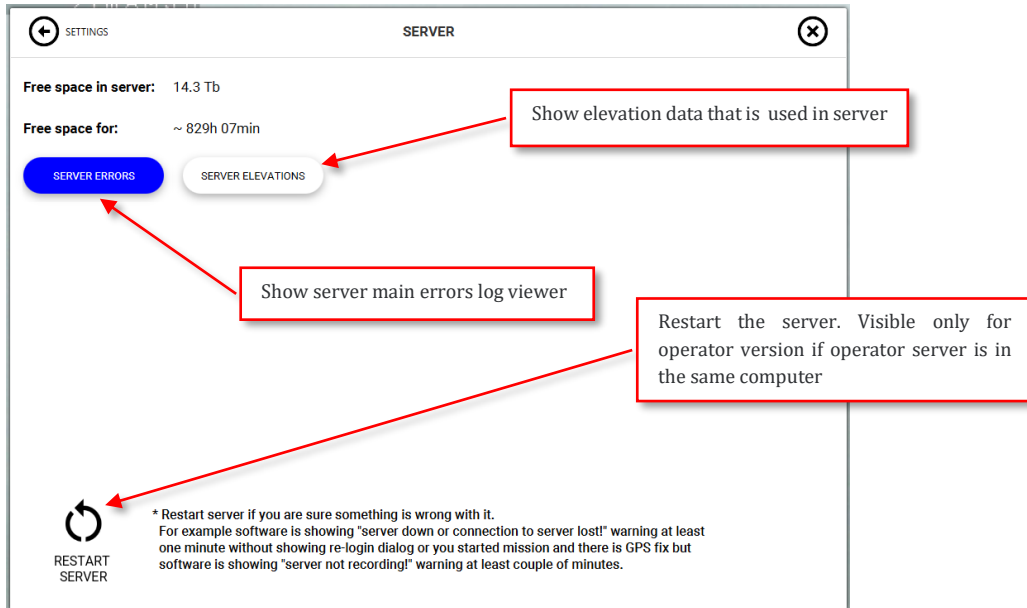 SETTINGS
SERVER
Free space in server: 14.3 Tb
Free space for: ~ 829h 07min
Show elevation data that is used in server
SERVER ERRORS
SERVER ELEVATIONS
Show server main errors log viewer
Restart the server. Visible only for
operator version if operator server is in
the same computer
RESTART
SERVER
* Restart server if you are sure something is wrong with it.
For example software is showing "server down or connection to server lost!" warning at least
one minute without showing re-login dialog or you started mission and there is GPS fix but
software is showing "server not recording!" warning at least couple of minutes.